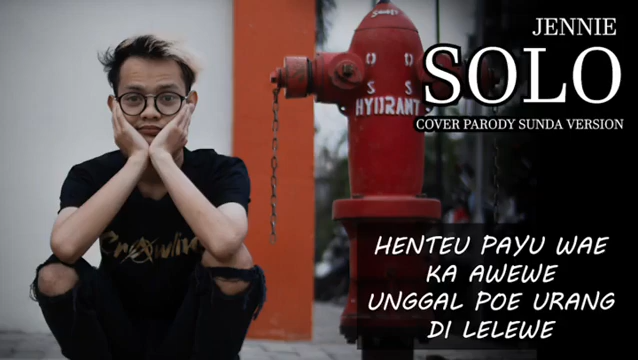 JENNIE
SOLO
COVER PARODY SUNDA VERSION
HYDRANT
HENTEU PAYU WAE
KA AWEWE
UNGGAL POE URANG
DI LELEWE